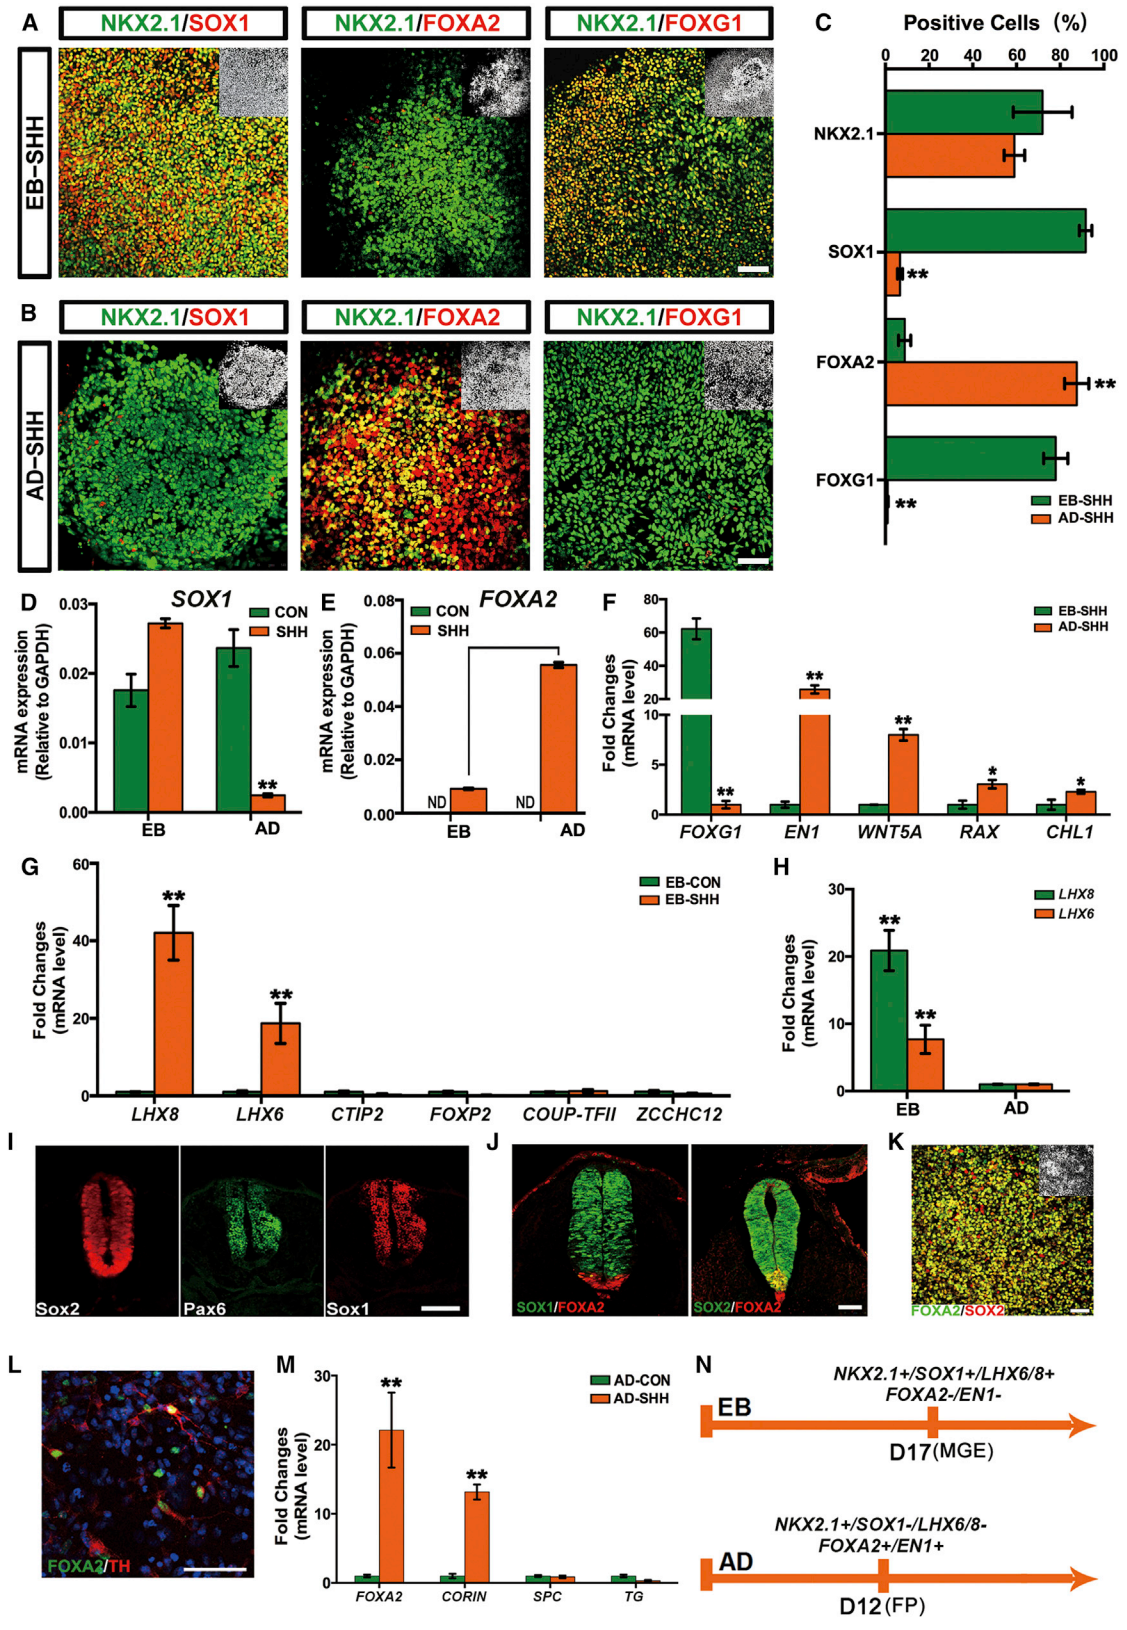 A
NKX2.1/SOX1
NKX2.1/FOXA2
NKX2.1/FOXG1
EB–SHH
B
NKX2.1/SOX1
NKX2.1/FOXA2
NKX2.1/FOXG1
AD–SHH
C
Positive Cells (%)
0 20 40 60 80 100
NKX2.1
SOX1
**
FOXA2
**
FOXG1
**
EB-SHH
AD-SHH
D
SOX1
mRNA expression
(Relative to GAPDH)
0.03
0.02
0.01
0.00
CON
SHH
**
EB AD
E
FOXA2
mRNA expression
(Relative to GAPDH)
0.08
0.06
0.04
0.02
0.00
CON
SHH
ND ND
EB AD
F
Fold Changes
(mRNA level)
80
60
40
20
10
5
0
EB-SHH
AD-SHH
** ** ** * *
FOXG1 EN1 WNT5A RAX CHL1
G
Fold Changes
(mRNA level)
60
40
20
0
EB-CON
EB-SHH
** **
LHX8 LHX6 CTIP2 FOXP2 COUP-TFII ZCCHC12
H
Fold Changes
(mRNA level)
30
20
10
0
LHX8
LHX6
** **
EB AD
I
Sox2 Pax6 Sox1
J
SOX1/FOXA2 SOX2/FOXA2
K
FOXA2/SOX2
L
FOXA2/TH
M
Fold Changes
(mRNA level)
30
20
10
0
AD-CON
AD-SHH
** **
FOXA2 CORIN SPC TG
N
NKX2.1+/SOX1+/LHX6/8+
FOXA2-/EN1-
EB
D17(MGE)
NKX2.1+/SOX1-/LHX6/8-
FOXA2+/EN1+
AD
D12(FP)